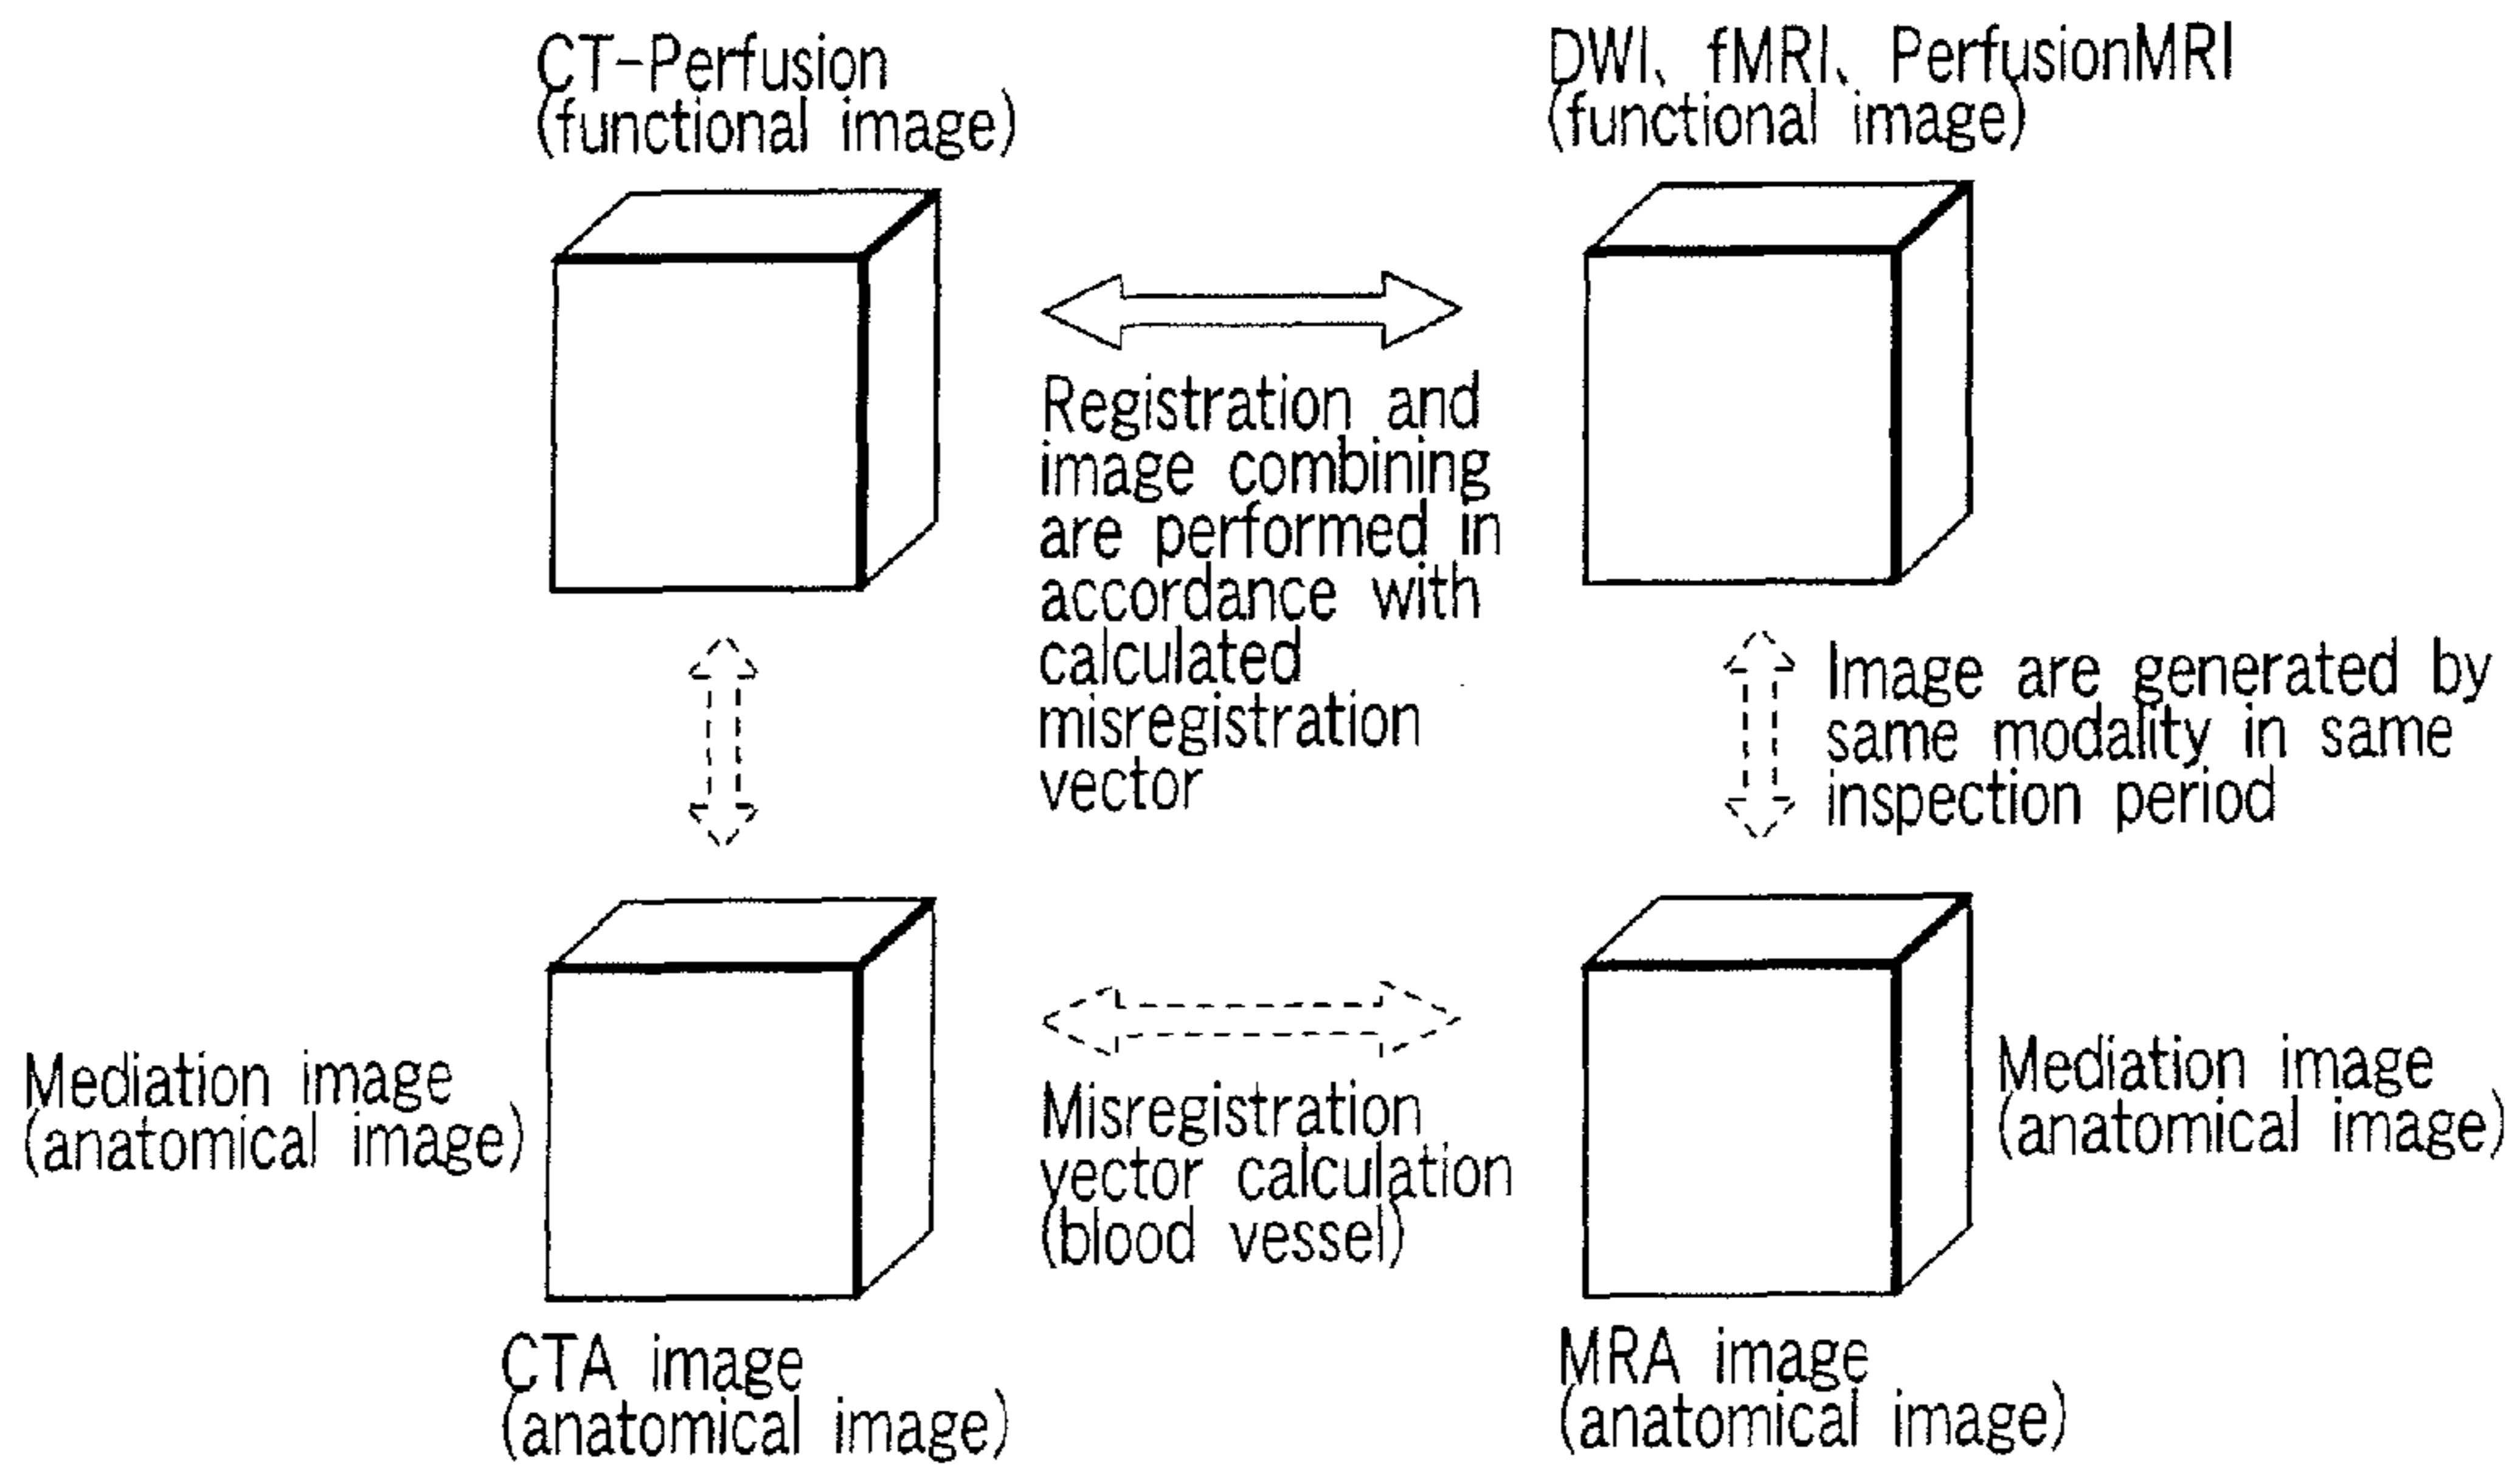 CT-Perfusion
(functional image)
DWI、fMRI、PerfusionMRI
(functional image)
Registration and
image combining
are performed in
accordance with
calculated
misregistration
vector
Image are generated by
same modality in same
inspection period
Mediation image
(anatomical image)
Misregistration
vector calculation
(blood vessel)
Mediation image
(anatomical image)
CTA image
(anatomical image)
MRA image
(anatomical image)